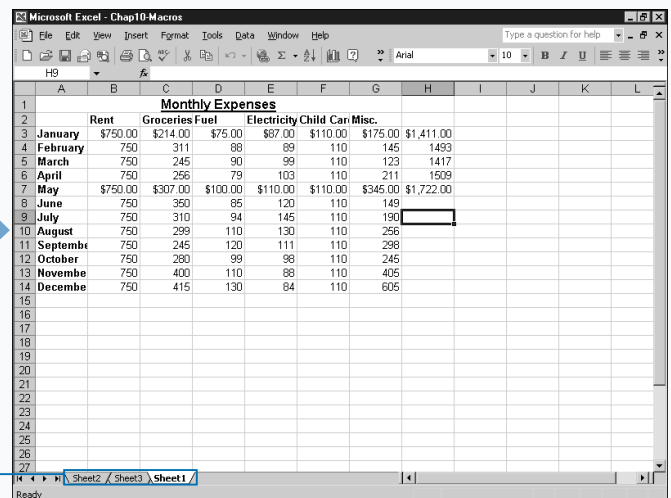 Microsoft Excel - Chap10-Macros
File Edit View Insert Format Tools Data Window Help Type a question for help
Arial 10 B I U
H9 fx
A B C D E F G H I J K L
1 Monthly Expenses
2 Rent Groceries Fuel Electricity Child Car Misc.
3 January $750.00 $214.00 $75.00 $87.00 $110.00 $175.00 $1,411.00
4 February 750 311 88 89 110 145 1493
5 March 750 245 90 99 110 123 1417
6 April 750 256 79 103 110 211 1509
7 May $750.00 $307.00 $100.00 $110.00 $110.00 $345.00 $1,722.00
8 June 750 350 85 120 110 149
9 July 750 310 94 145 110 190
10 August 750 299 110 130 110 256
11 Septembe 750 245 120 111 110 298
12 October 750 280 99 98 110 245
13 Novembe 750 400 110 88 110 405
14 Decembe 750 415 130 84 110 605
15
16
17
18
19
20
21
22
23
24
25
26
27
Sheet2 Sheet3 Sheet1
Ready